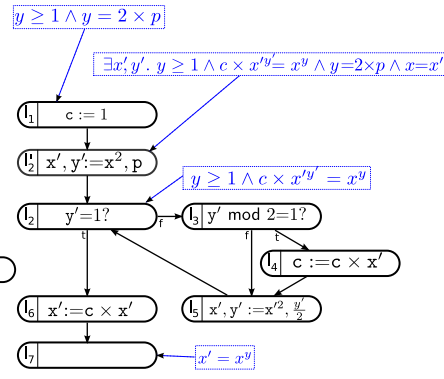 y ≥ 1 ∧ y = 2 × p
∃x′, y′. y ≥ 1 ∧ c × x′^y′ = x^y ∧ y=2×p ∧ x=x′
l₁ c := 1
l′₂ x′, y′:=x², p
y ≥ 1 ∧ c × x′^y′ = x^y
l₂ y′=1?
f
l₃ y′ mod 2=1?
t
f
t
l₄ c :=c × x′
l₆ x′:=c × x′
l₅ x′, y′ :=x′², y′/2
l₇
x′ = x^y